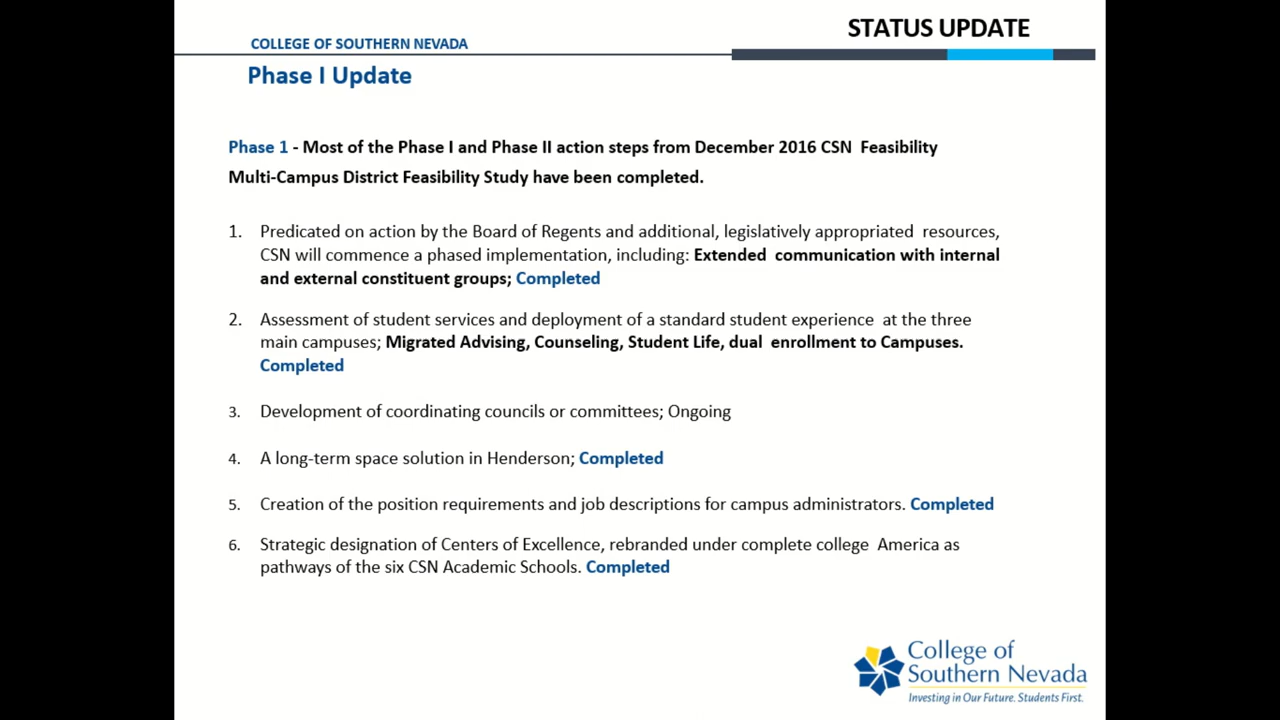 STATUS UPDATE
COLLEGE OF SOUTHERN NEVADA
Phase I Update
Phase 1 - Most of the Phase I and Phase II action steps from December 2016 CSN Feasibility
Multi-Campus District Feasibility Study have been completed.
1. Predicated on action by the Board of Regents and additional, legislatively appropriated resources,
CSN will commence a phased implementation, including: Extended communication with internal
and external constituent groups; Completed
2. Assessment of student services and deployment of a standard student experience at the three
main campuses; Migrated Advising, Counseling, Student Life, dual enrollment to Campuses.
Completed
3. Development of coordinating councils or committees; Ongoing
4. A long-term space solution in Henderson; Completed
5. Creation of the position requirements and job descriptions for campus administrators. Completed
6. Strategic designation of Centers of Excellence, rebranded under complete college America as
pathways of the six CSN Academic Schools. Completed
College of
Southern Nevada
Investing in Our Future. Students First.